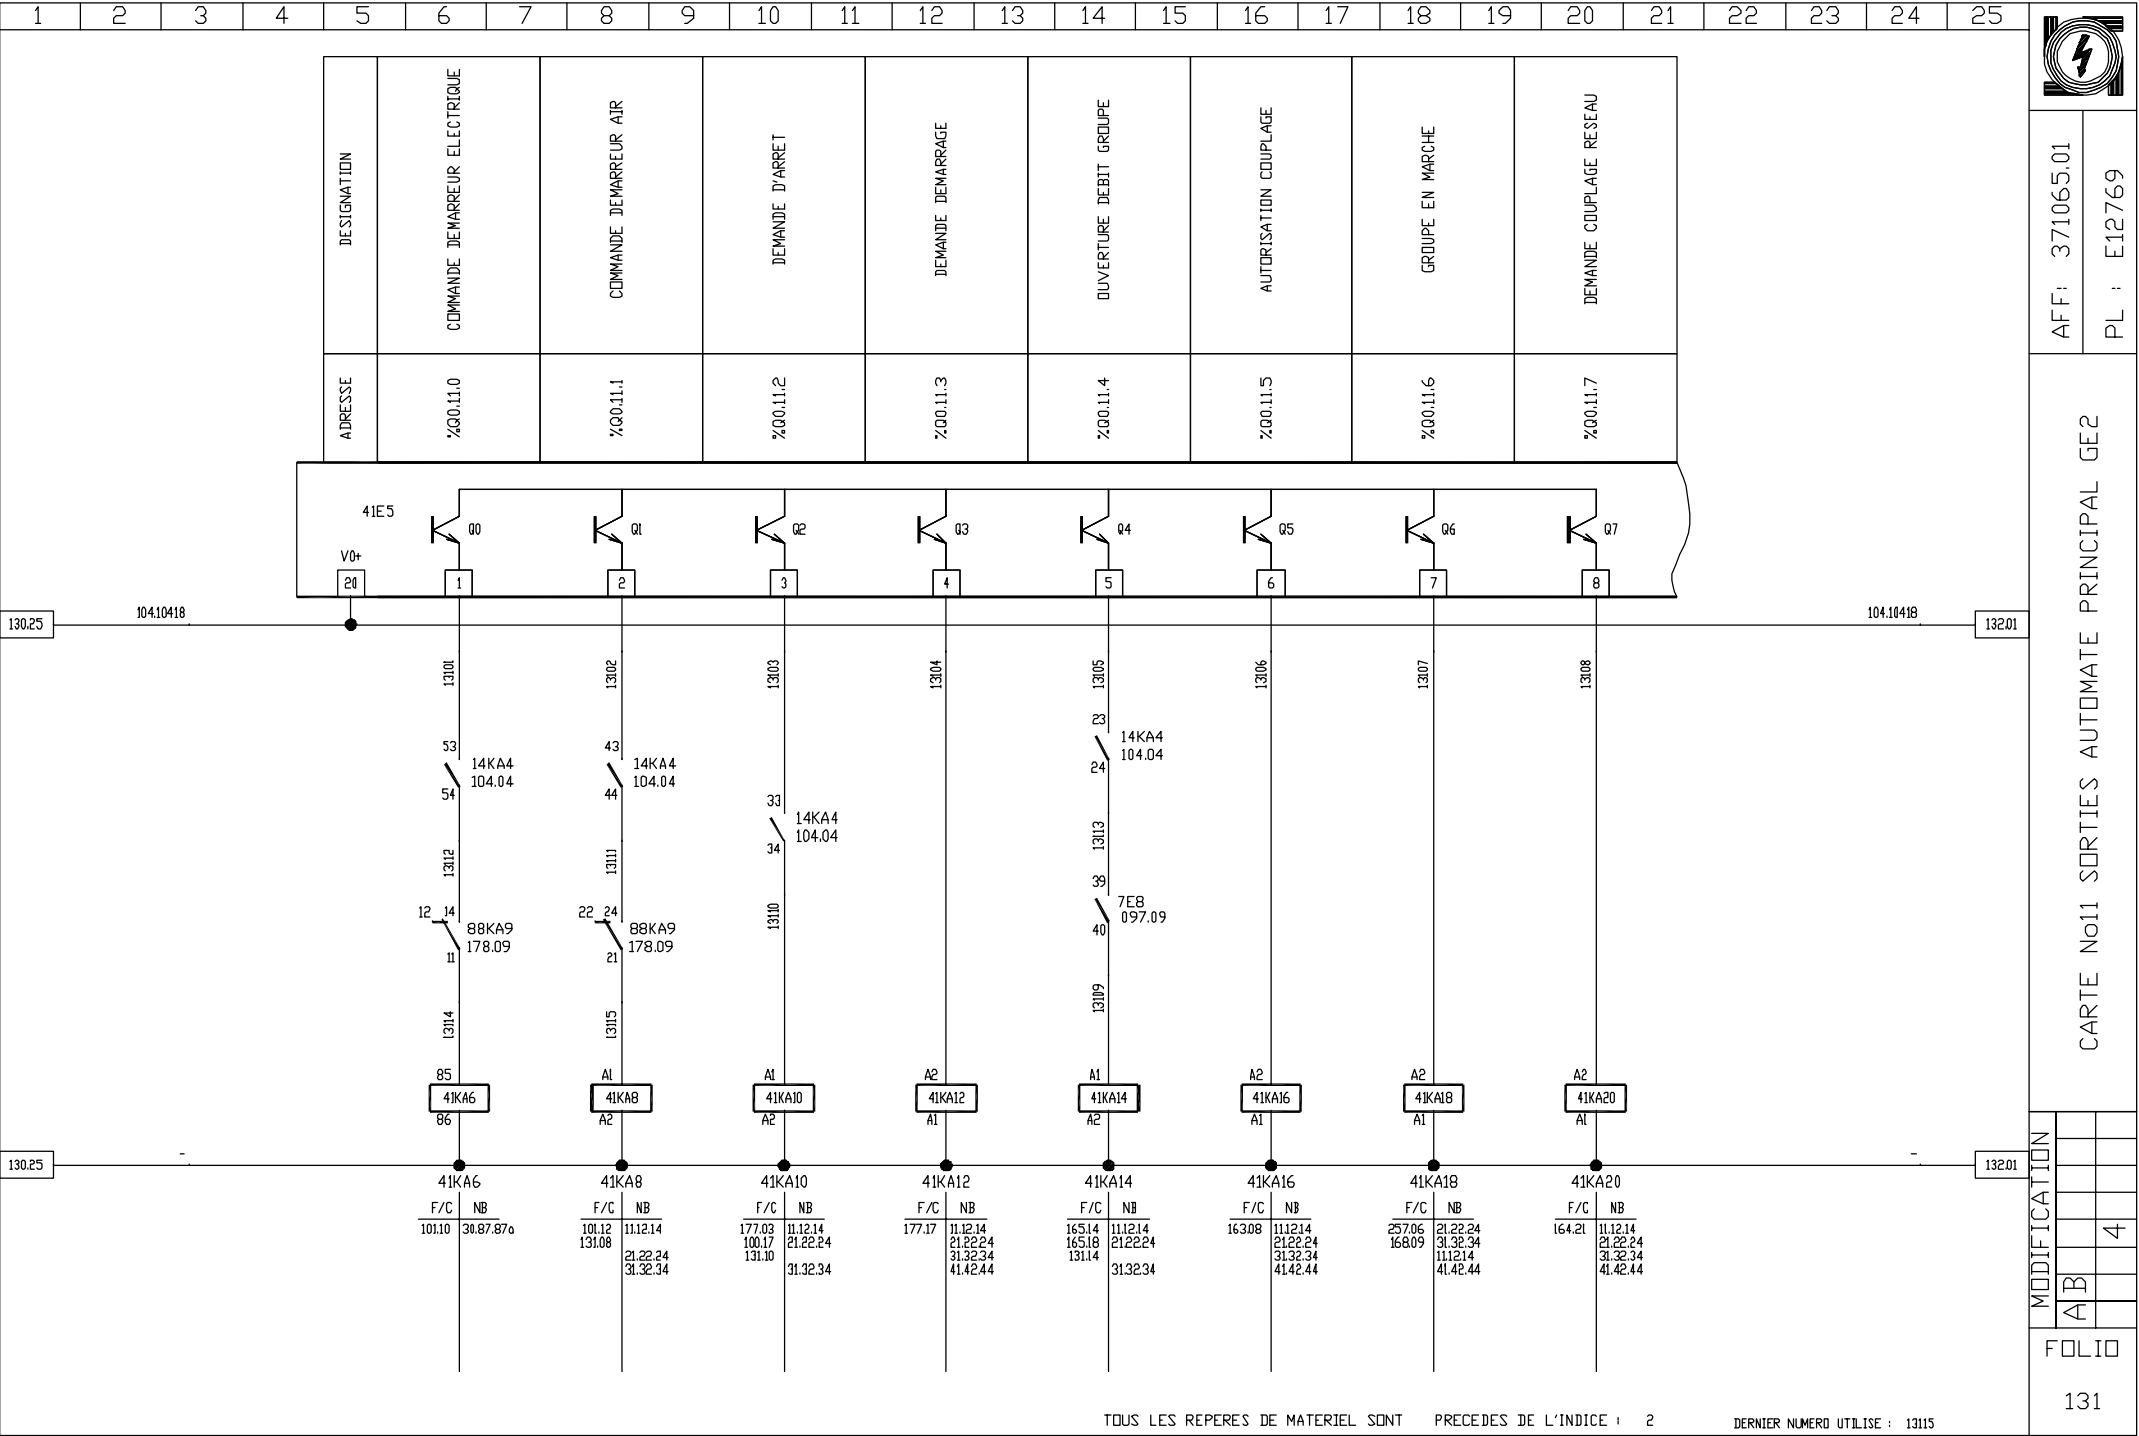 1 2 3 4 5 6 7 8 9 10 11 12 13 14 15 16 17 18 19 20 21 22 23 24 25
DESIGNATION
COMMANDE DEMARREUR ELECTRIQUE
COMMANDE DEMARREUR AIR
DEMANDE D'ARRET
DEMANDE DEMARRAGE
OUVERTURE DEBIT GROUPE
AUTORISATION COUPLAGE
GROUPE EN MARCHE
DEMANDE COUPLAGE RESEAU
ADRESSE
%Q0.11.0
%Q0.11.1
%Q0.11.2
%Q0.11.3
%Q0.11.4
%Q0.11.5
%Q0.11.6
%Q0.11.7
41E5
Q0 Q1 Q2 Q3 Q4 Q5 Q6 Q7
V0+
20 1 2 3 4 5 6 7 8
130.25 104.10418 104.10418 132.01
13101 13102 13103 13104 13105 13106 13107 13108
53
14KA4
104.04
54
13112
12 14
88KA9
178.09
11
13114
43
14KA4
104.04
44
13111
22 24
88KA9
178.09
21
13115
33
14KA4
104.04
34
13110
23
14KA4
104.04
24
13113
39
7E8
097.09
40
13109
85 A1 A1 A2 A1 A2 A2 A2
41KA6 41KA8 41KA10 41KA12 41KA14 41KA16 41KA18 41KA20
86 A2 A2 A1 A2 A1 A1 A1
130.25 - - 132.01
41KA6
F/C NB
101.10 30.87.87a
41KA8
F/C NB
101.12 11.12.14
131.08
21.22.24
31.32.34
41KA10
F/C NB
177.03 11.12.14
100.17 21.22.24
131.10
31.32.34
41KA12
F/C NB
177.17 11.12.14
21.22.24
31.32.34
41.42.44
41KA14
F/C NB
165.14 11.12.14
165.18 21.22.24
131.14
31.32.34
41KA16
F/C NB
163.08 11.12.14
21.22.24
31.32.34
41.42.44
41KA18
F/C NB
257.06 21.22.24
168.09 31.32.34
11.12.14
41.42.44
41KA20
F/C NB
164.21 11.12.14
21.22.24
31.32.34
41.42.44
TOUS LES REPERES DE MATERIEL SONT PRECEDES DE L'INDICE : 2
DERNIER NUMERO UTILISE : 13115
AFF: 371065.01
PL : E12769
CARTE No11 SORTIES AUTOMATE PRINCIPAL GE2
MODIFICATION
A B
4
FOLIO
131